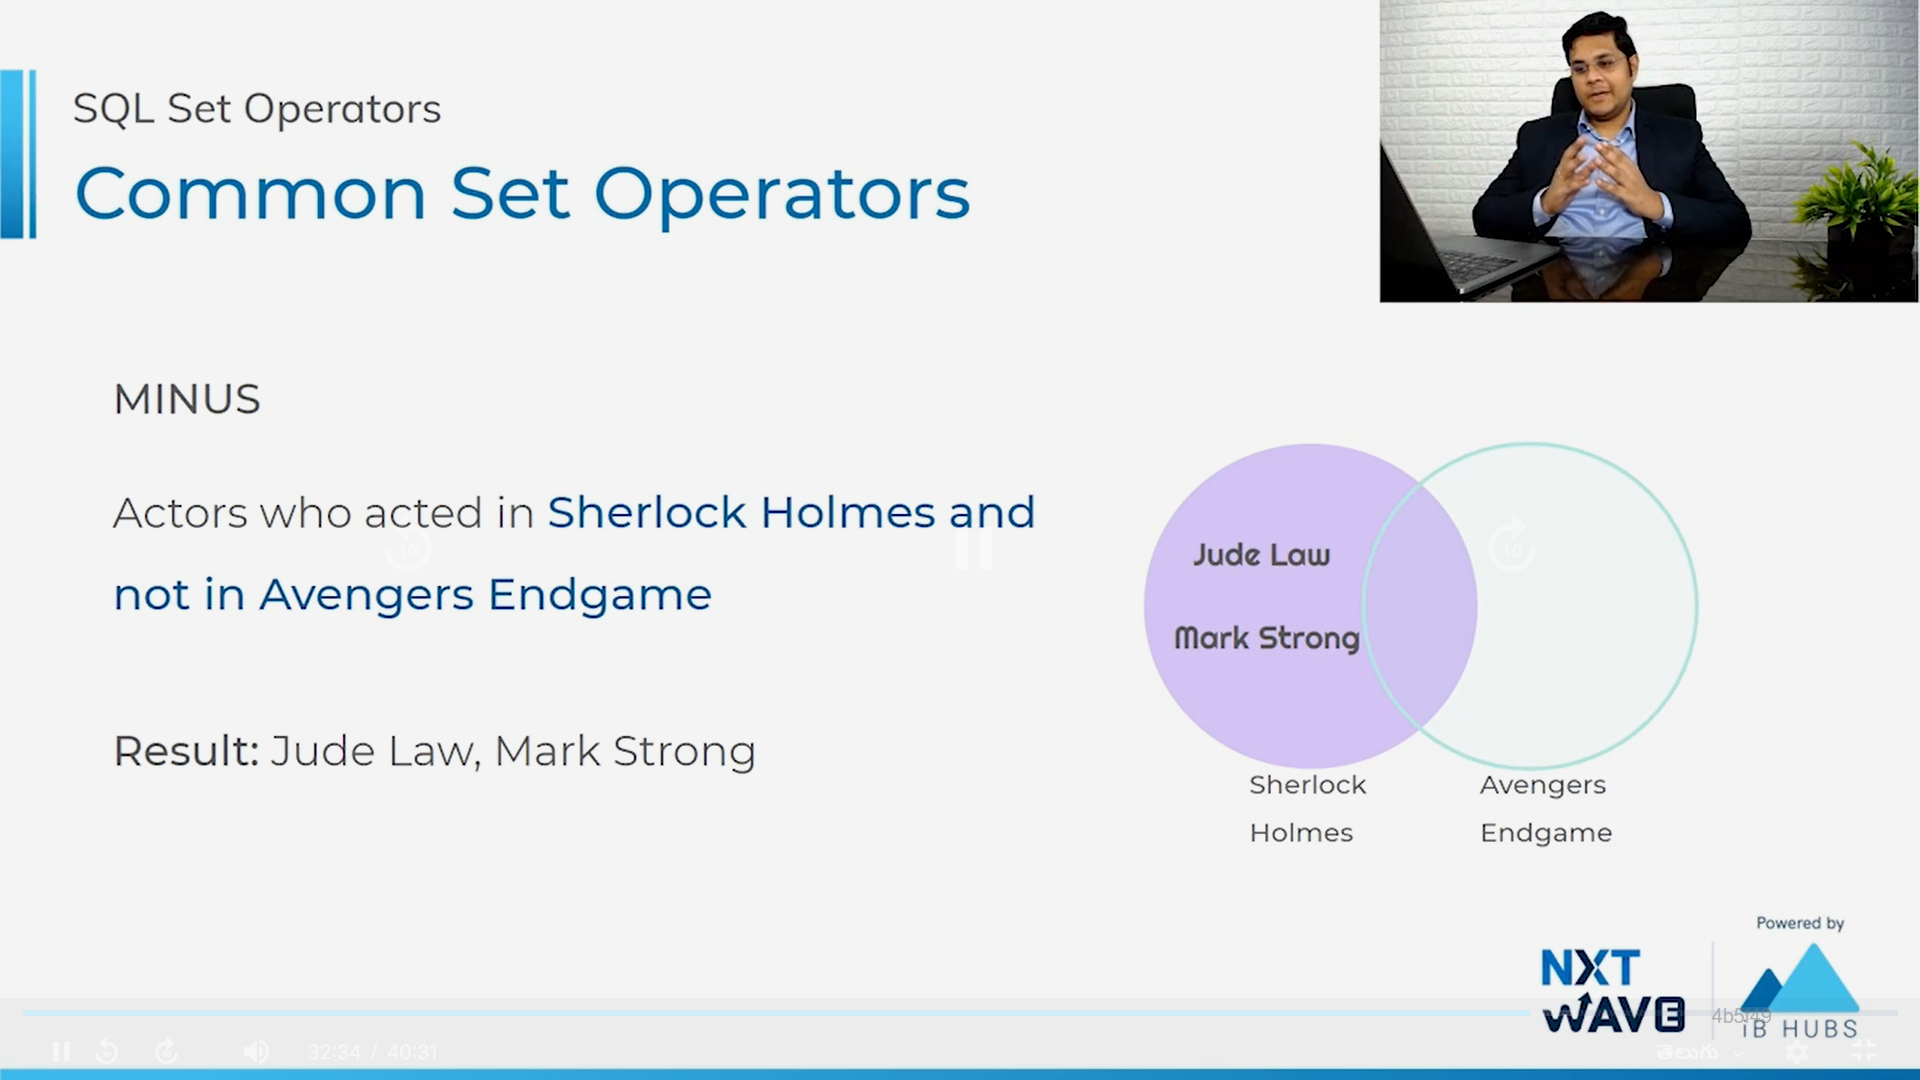 SQL Set Operators
Common Set Operators
MINUS
Actors who acted in Sherlock Holmes and
not in Avengers Endgame
Result: Jude Law, Mark Strong
Jude Law
Mark Strong
Sherlock
Holmes
Avengers
Endgame
Powered by
NXT
WAVE
iB HUBS
4b5f49
10
10
32:34 / 40:31
తెలుగు